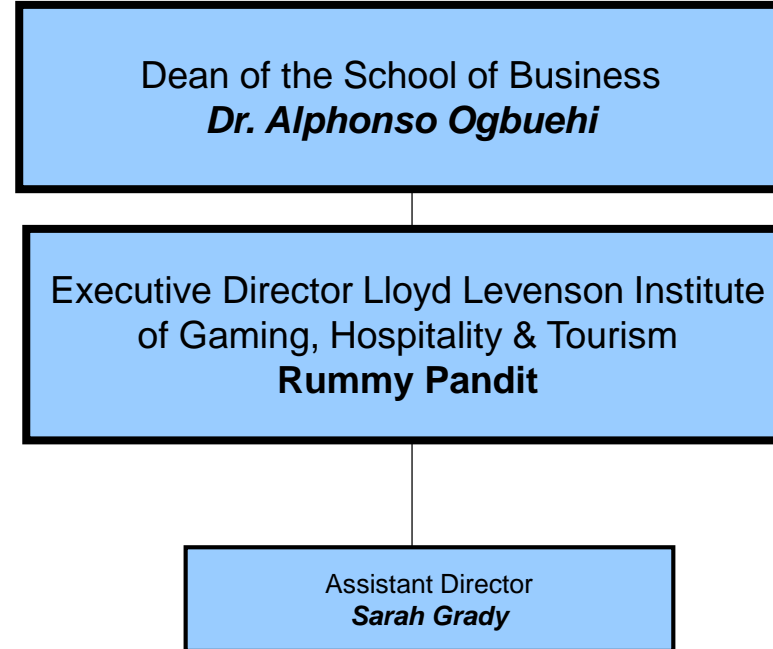 Dean of the School of Business
Dr. Alphonso Ogbuehi
Executive Director Lloyd Levenson Institute
of Gaming, Hospitality & Tourism
Rummy Pandit
Assistant Director
Sarah Grady